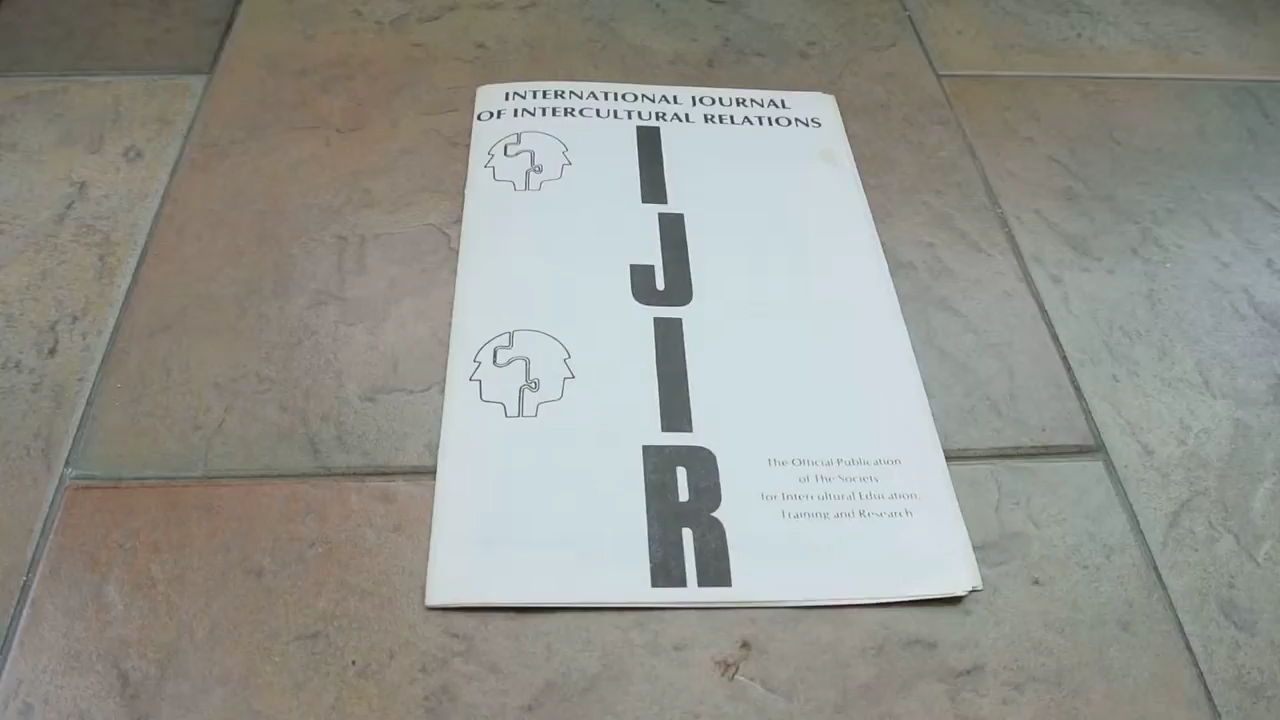 INTERNATIONAL JOURNAL
OF INTERCULTURAL RELATIONS
I
J
I
R
The Official Publication
of The Society
for Intercultural Education,
Training and Research